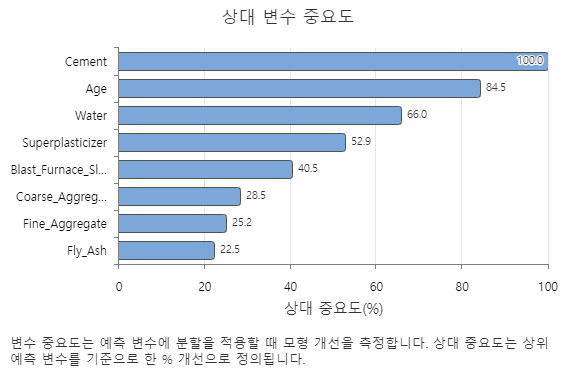 상대 변수 중요도
Cement 100.0
Age 84.5
Water 66.0
Superplasticizer 52.9
Blast_Furnace_Sl... 40.5
Coarse_Aggreg... 28.5
Fine_Aggregate 25.2
Fly_Ash 22.5
0 20 40 60 80 100
상대 중요도(%)
변수 중요도는 예측 변수에 분할을 적용할 때 모형 개선을 측정합니다. 상대 중요도는 상위
예측 변수를 기준으로 한 % 개선으로 정의됩니다.